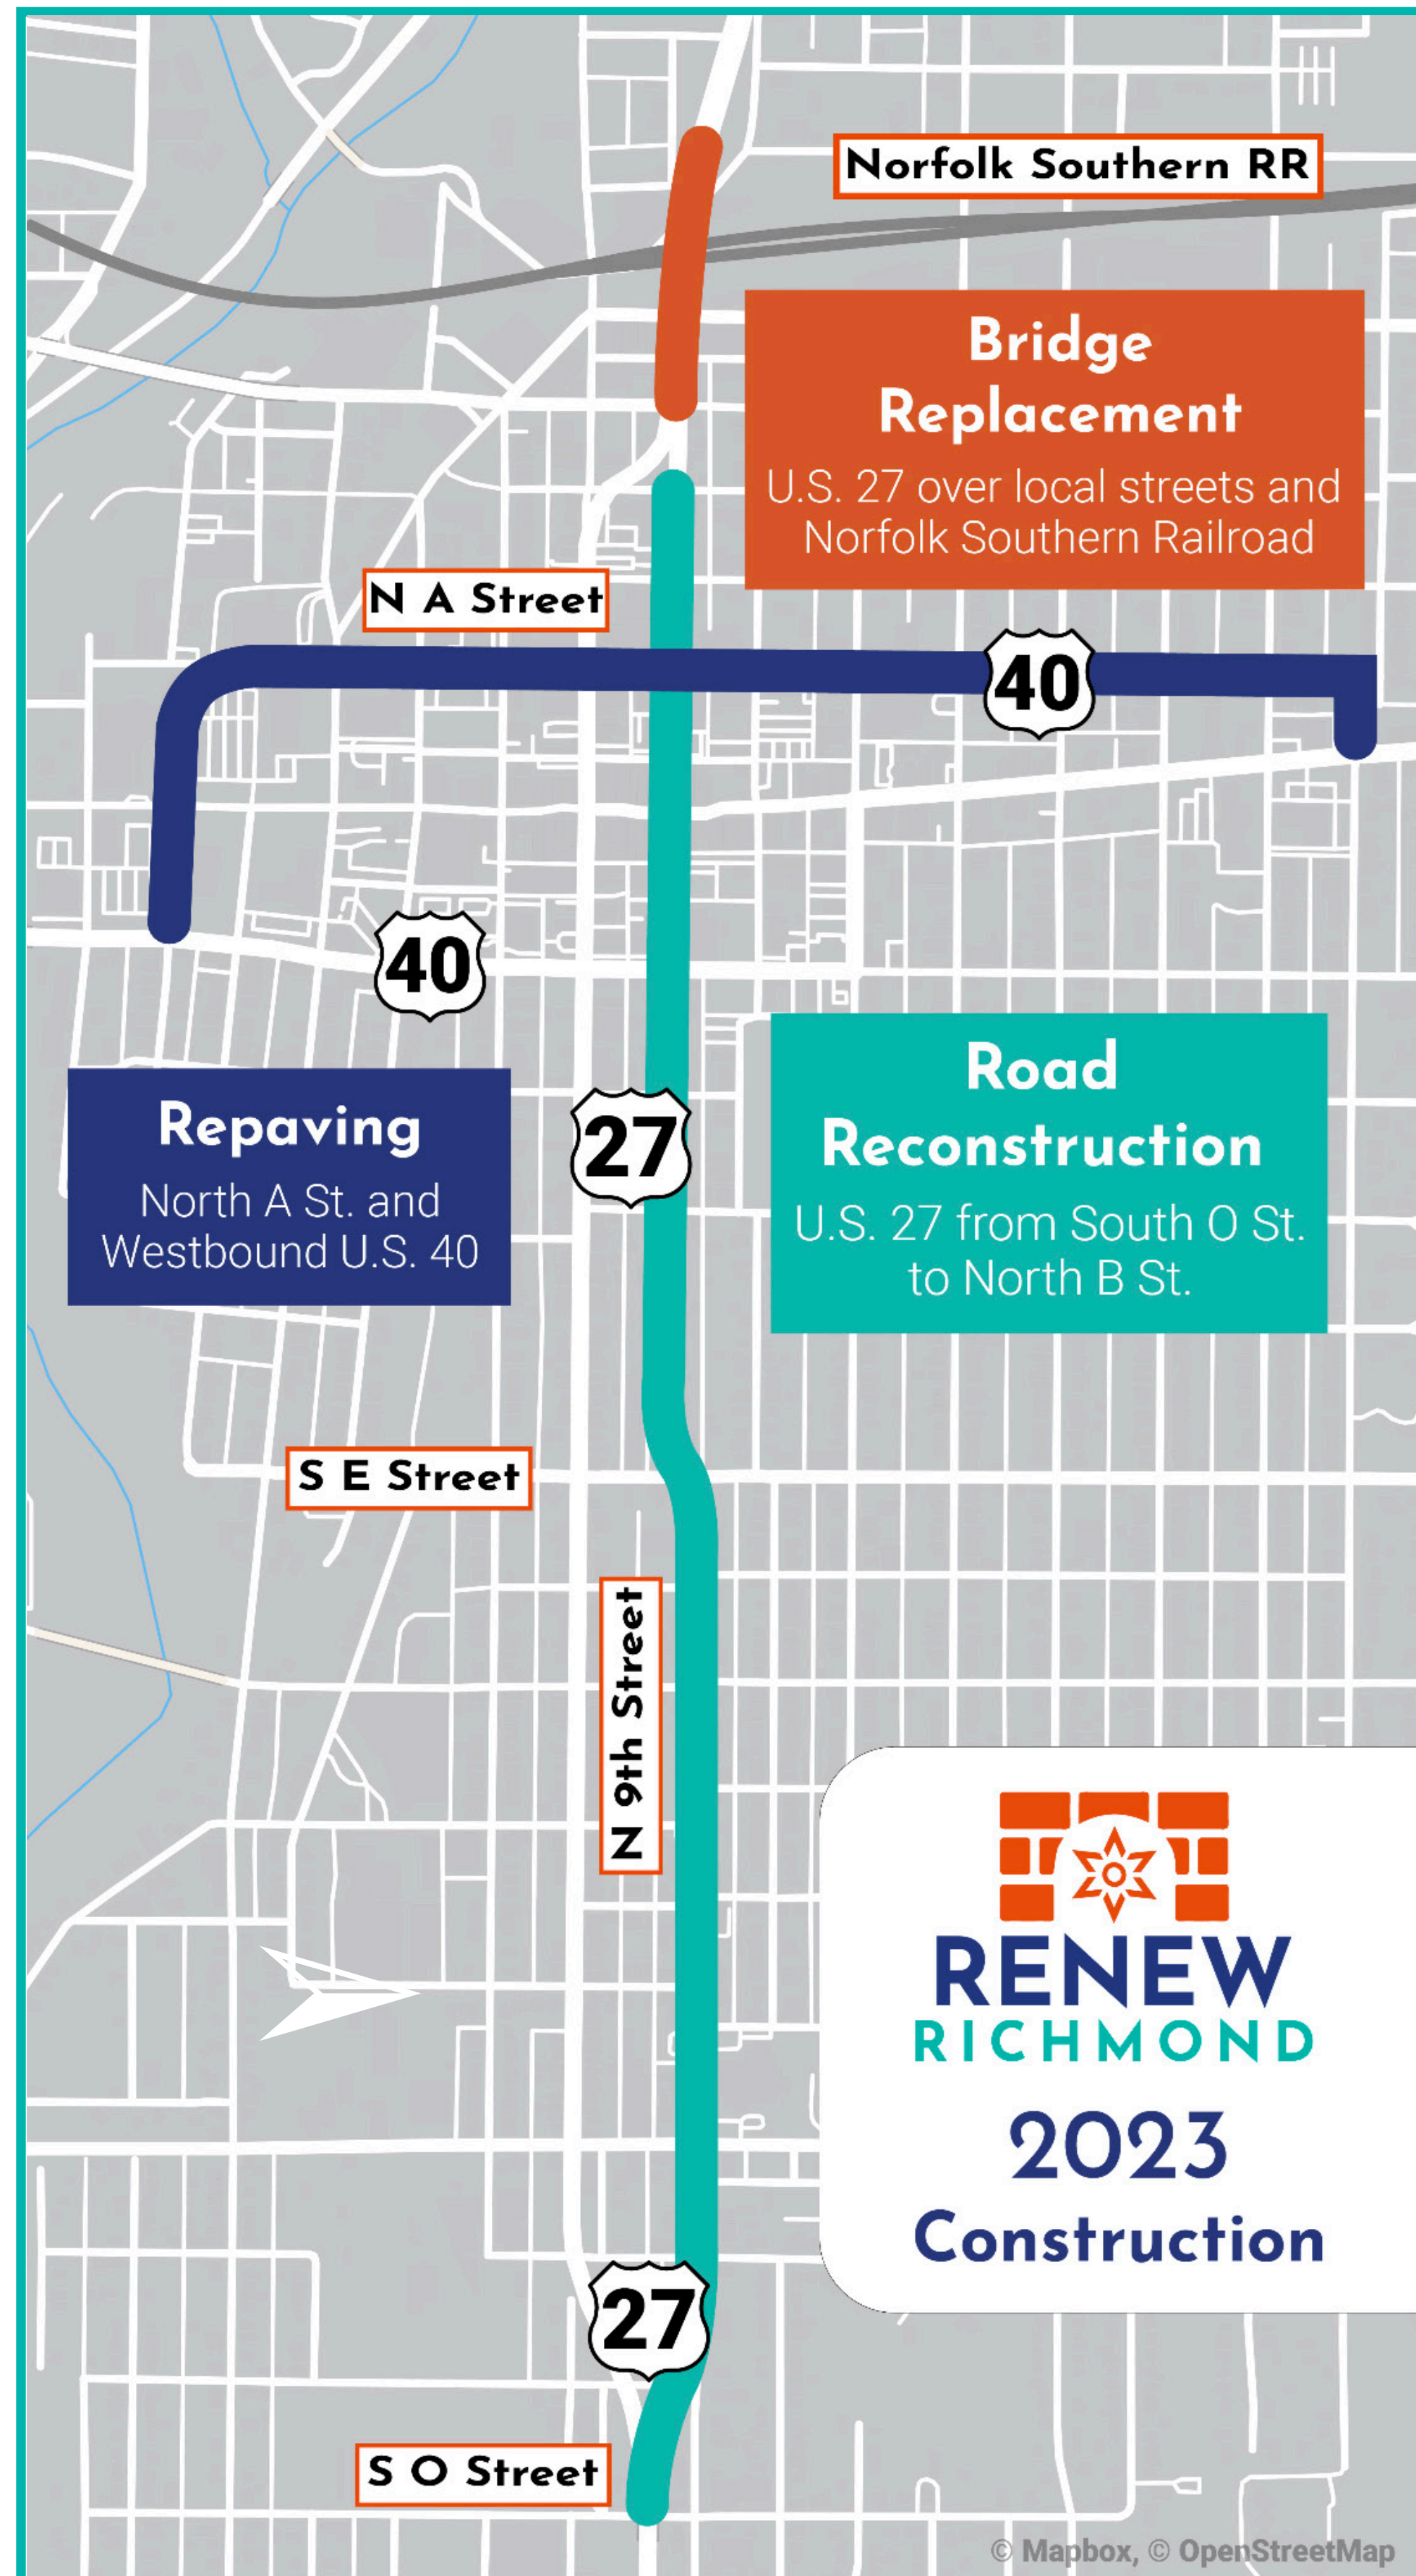 Norfolk Southern RR
Bridge
Replacement
U.S. 27 over local streets and
Norfolk Southern Railroad
N A Street
40
40
Road
Reconstruction
U.S. 27 from South O St.
to North B St.
Repaving
North A St. and
Westbound U.S. 40
27
S E Street
N 9th Street
RENEW
RICHMOND
2023
Construction
27
S O Street
© Mapbox, © OpenStreetMap